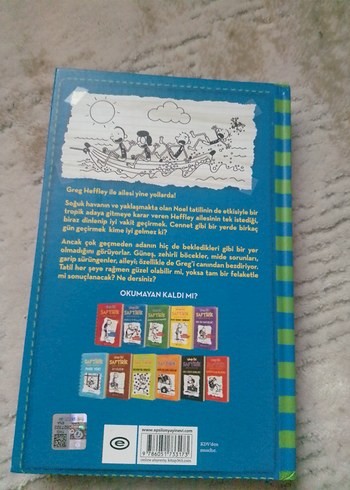 Greg Heffley ile ailesi yine yollarda!
Soğuk havanın ve yaklaşmakta olan Noel tatilinin de etkisiyle bir
tropik adaya gitmeye karar veren Heffley ailesinin tek istediği,
biraz dinlenip iyi vakit geçirmek. Cennet gibi bir yerde birkaç
gün geçirmek kime iyi gelmez ki?
Ancak çok geçmeden adanın hiç de bekledikleri gibi bir yer
olmadığını görüyorlar. Güneş, zehirli böcekler, mide sorunları,
garip sürüngenler, aileyi; özellikle de Greg'i canından bezdiriyor.
Tatil her şeye rağmen güzel olabilir mi, yoksa tam bir felaketle
mi sonuçlanacak? Ne dersiniz?
OKUMAYAN KALDI MI?
e
www.epsilonyayinevi.com
9 786051 733173